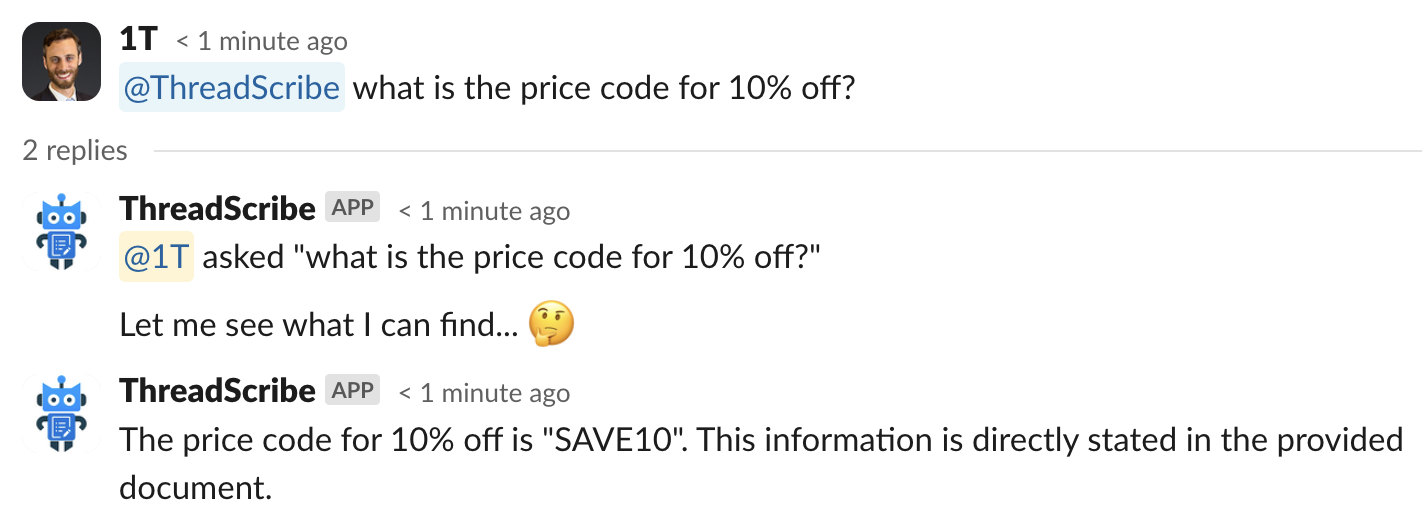 1T < 1 minute ago
@ThreadScribe what is the price code for 10% off?
2 replies
ThreadScribe APP < 1 minute ago
@1T asked "what is the price code for 10% off?"
Let me see what I can find...
ThreadScribe APP < 1 minute ago
The price code for 10% off is "SAVE10". This information is directly stated in the provided
document.